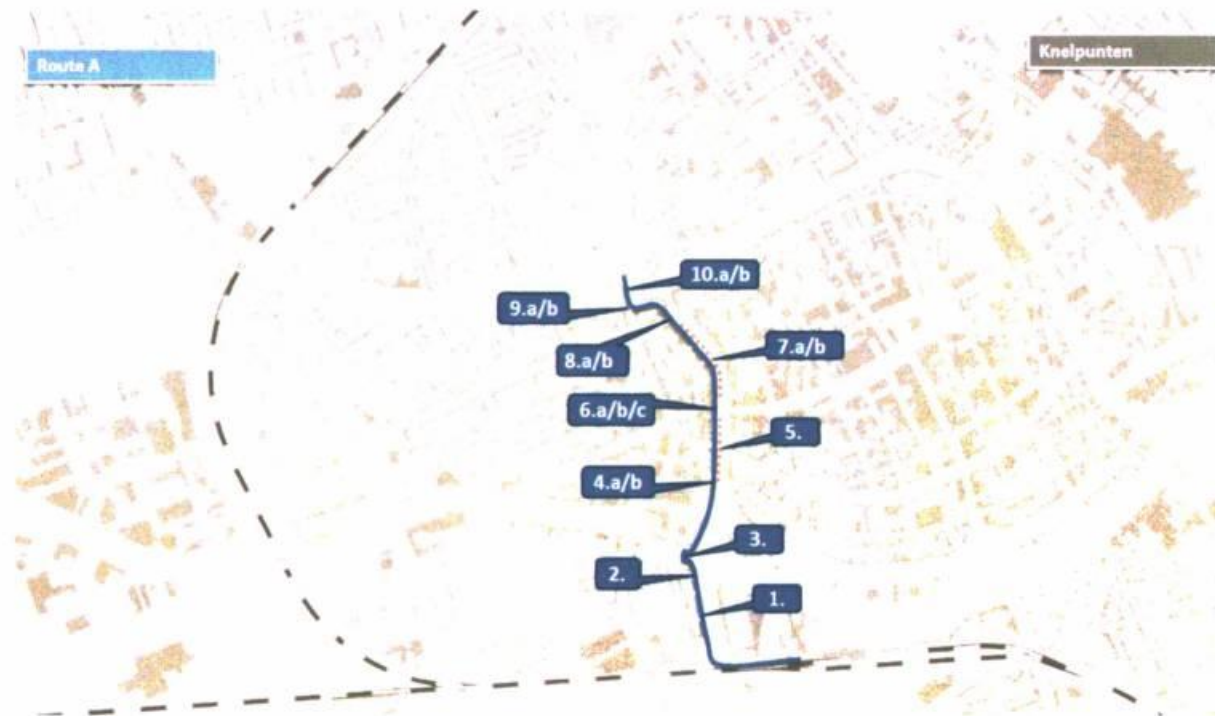 Route A
Knelpunten
10.a/b
9.a/b
7.a/b
8.a/b
6.a/b/c
5.
4.a/b
3.
2.
1.